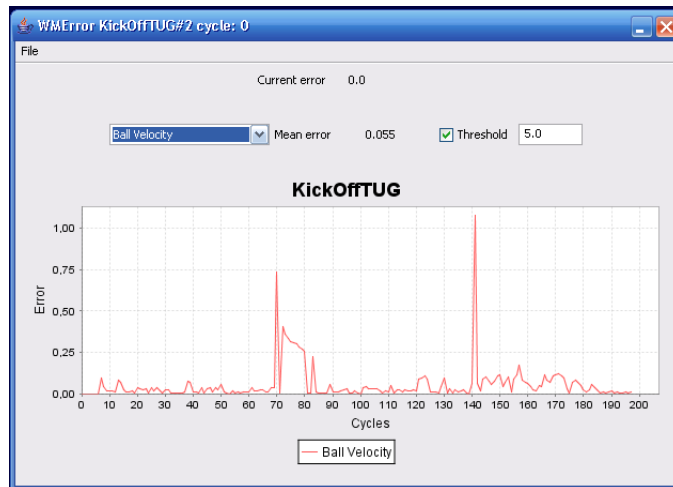 WMError KickOffTUG#2 cycle: 0
File
Current error 0.0
Ball Velocity Mean error 0.055 Threshold 5.0
KickOffTUG
1,00
0,75
0,50
0,25
0,00
Error
0 10 20 30 40 50 60 70 80 90 100 110 120 130 140 150 160 170 180 190 200
Cycles
Ball Velocity